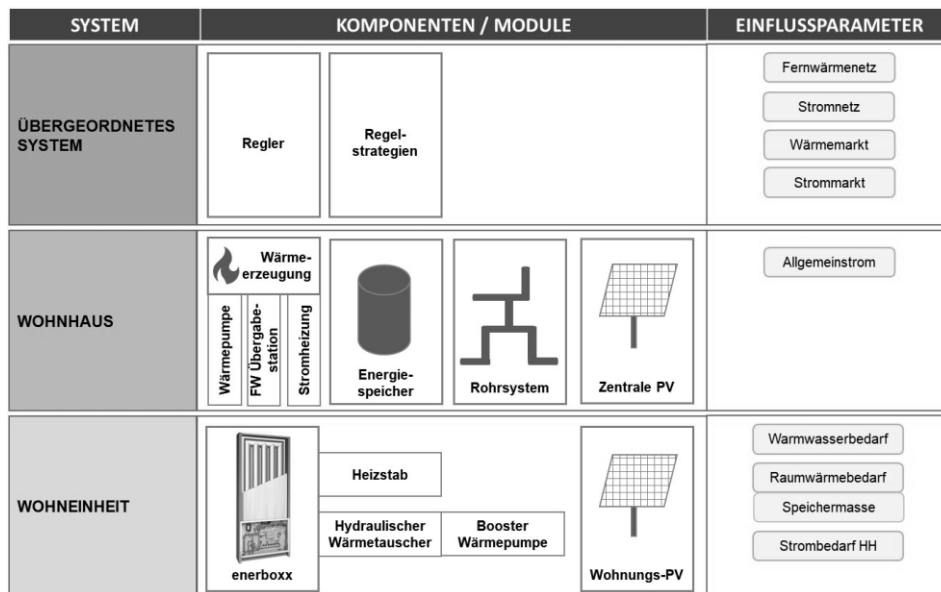 SYSTEM
KOMPONENTEN / MODULE
EINFLUSSPARAMETER
ÜBERGEORDNETES
SYSTEM
Regler
Regel-
strategien
Fernwärmenetz
Stromnetz
Wärmemarkt
Strommarkt
WOHNHAUS
Wärme-
erzeugung
Wärmepumpe
FW Übergabe-
station
Stromheizung
Energie-
speicher
Rohrsystem
Zentrale PV
Allgemeinstrom
WOHNEINHEIT
enerboxx
Heizstab
Hydraulischer
Wärmetauscher
Booster
Wärmepumpe
Wohnungs-PV
Warmwasserbedarf
Raumwärmebedarf
Speichermasse
Strombedarf HH